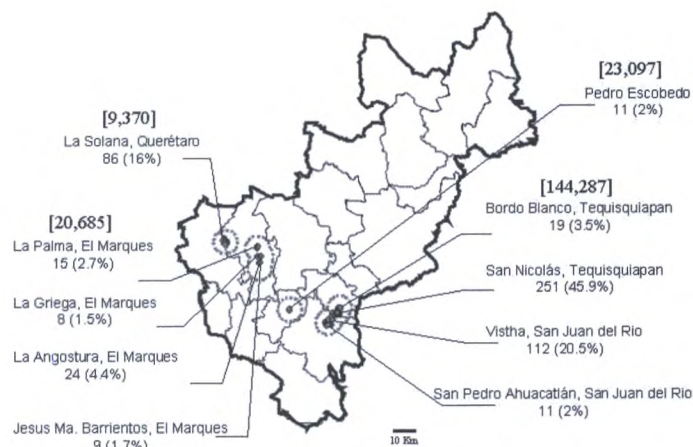 [23,097]
Pedro Escobedo
11 (2%)
[9,370]
La Solana, Querétaro
86 (16%)
[144,287]
Bordo Blanco, Tequisquiapan
19 (3.5%)
[20,685]
La Palma, El Marques
15 (2.7%)
San Nicolás, Tequisquiapan
251 (45.9%)
La Griega, El Marques
8 (1.5%)
Vistha, San Juan del Rio
112 (20.5%)
La Angostura, El Marques
24 (4.4%)
San Pedro Ahuacatlán, San Juan del Rio
11 (2%)
Jesus Ma. Barrientos, El Marques
9 (1.7%)
10 Km